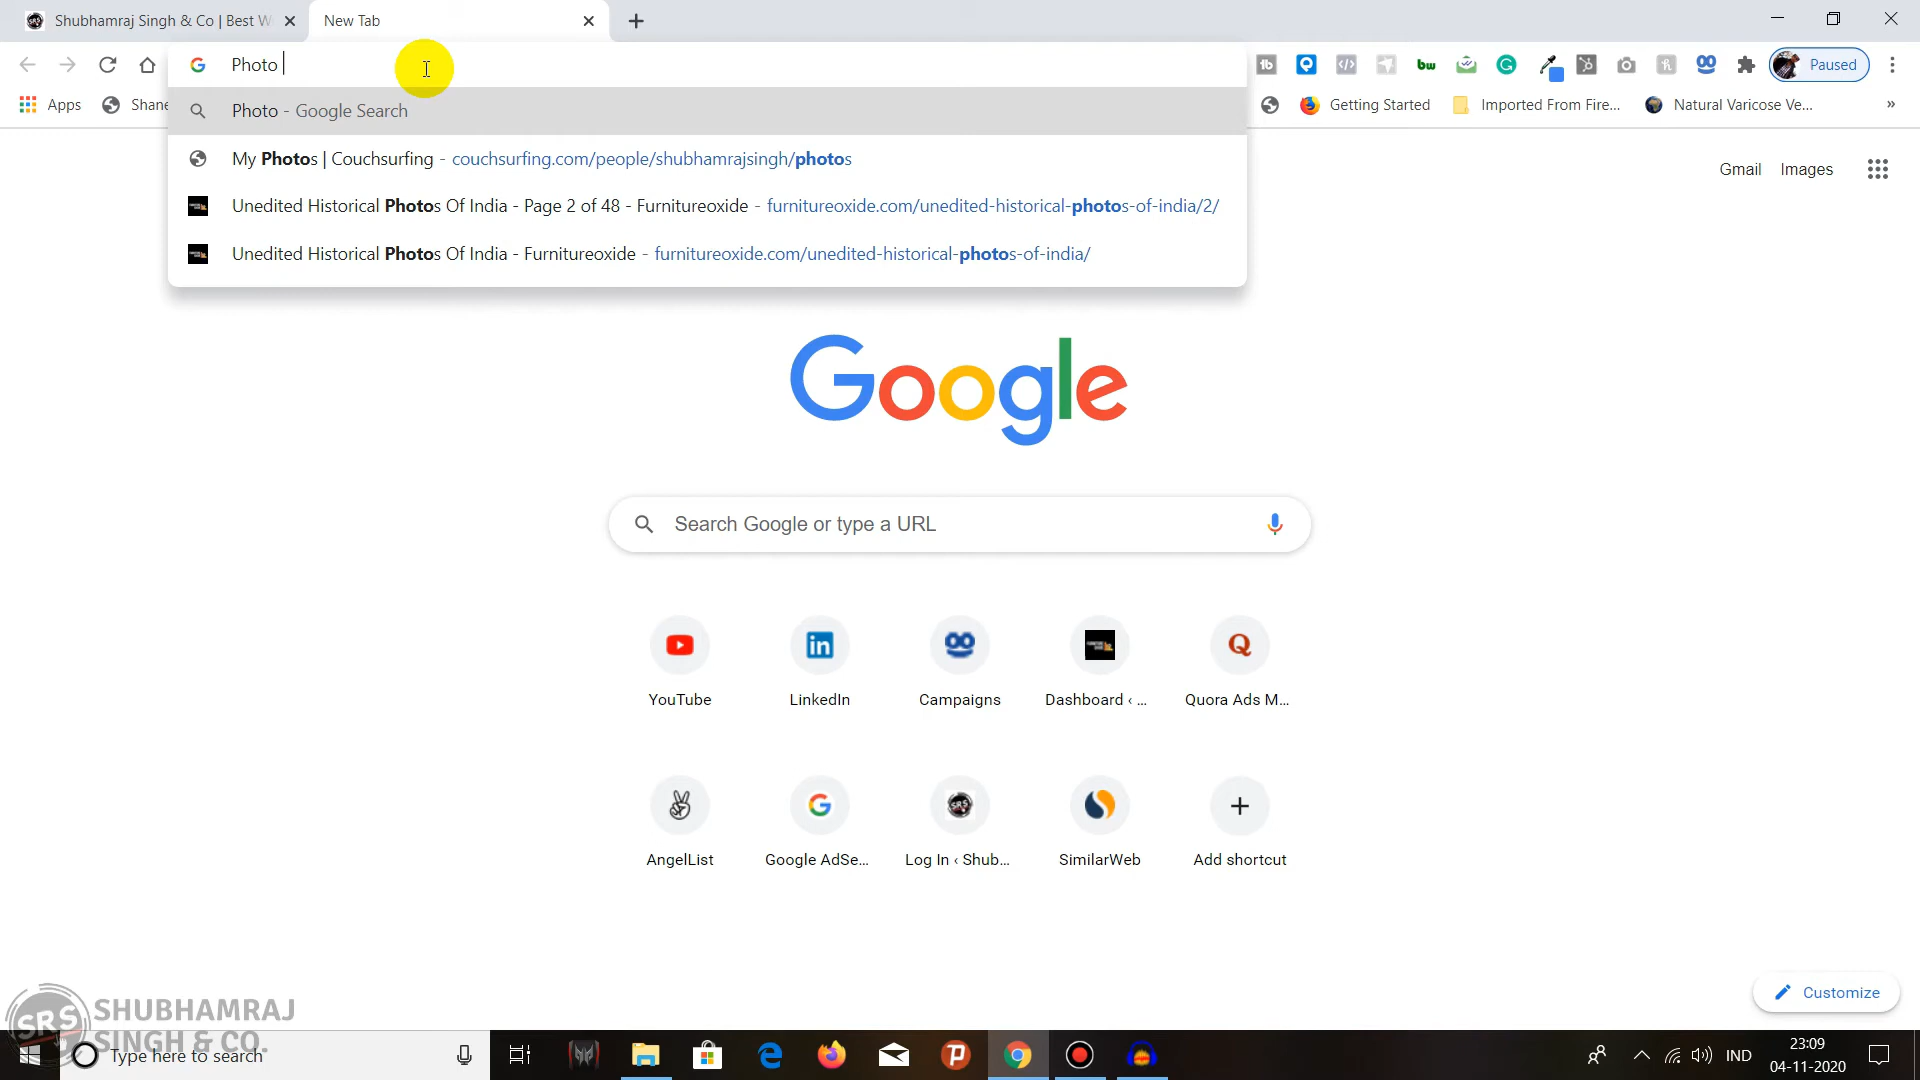 Shubhamraj Singh & Co | Best W
New Tab
Photo
Paused
Apps
Shane
Getting Started
Imported From Fire...
Natural Varicose Ve...
»
Photo - Google Search
My Photos | Couchsurfing - couchsurfing.com/people/shubhamrajsingh/photos
Unedited Historical Photos Of India - Page 2 of 48 - Furnitureoxide - furnitureoxide.com/unedited-historical-photos-of-india/2/
Unedited Historical Photos Of India - Furnitureoxide - furnitureoxide.com/unedited-historical-photos-of-india/
Gmail Images
Google
Search Google or type a URL
YouTube
LinkedIn
Campaigns
Dashboard ‹ ...
Quora Ads M...
AngelList
Google AdSe...
Log In ‹ Shub...
SimilarWeb
Add shortcut
Customize
SRS
SHUBHAMRAJ
SINGH & CO.
Type here to search
IND
23:09
04-11-2020